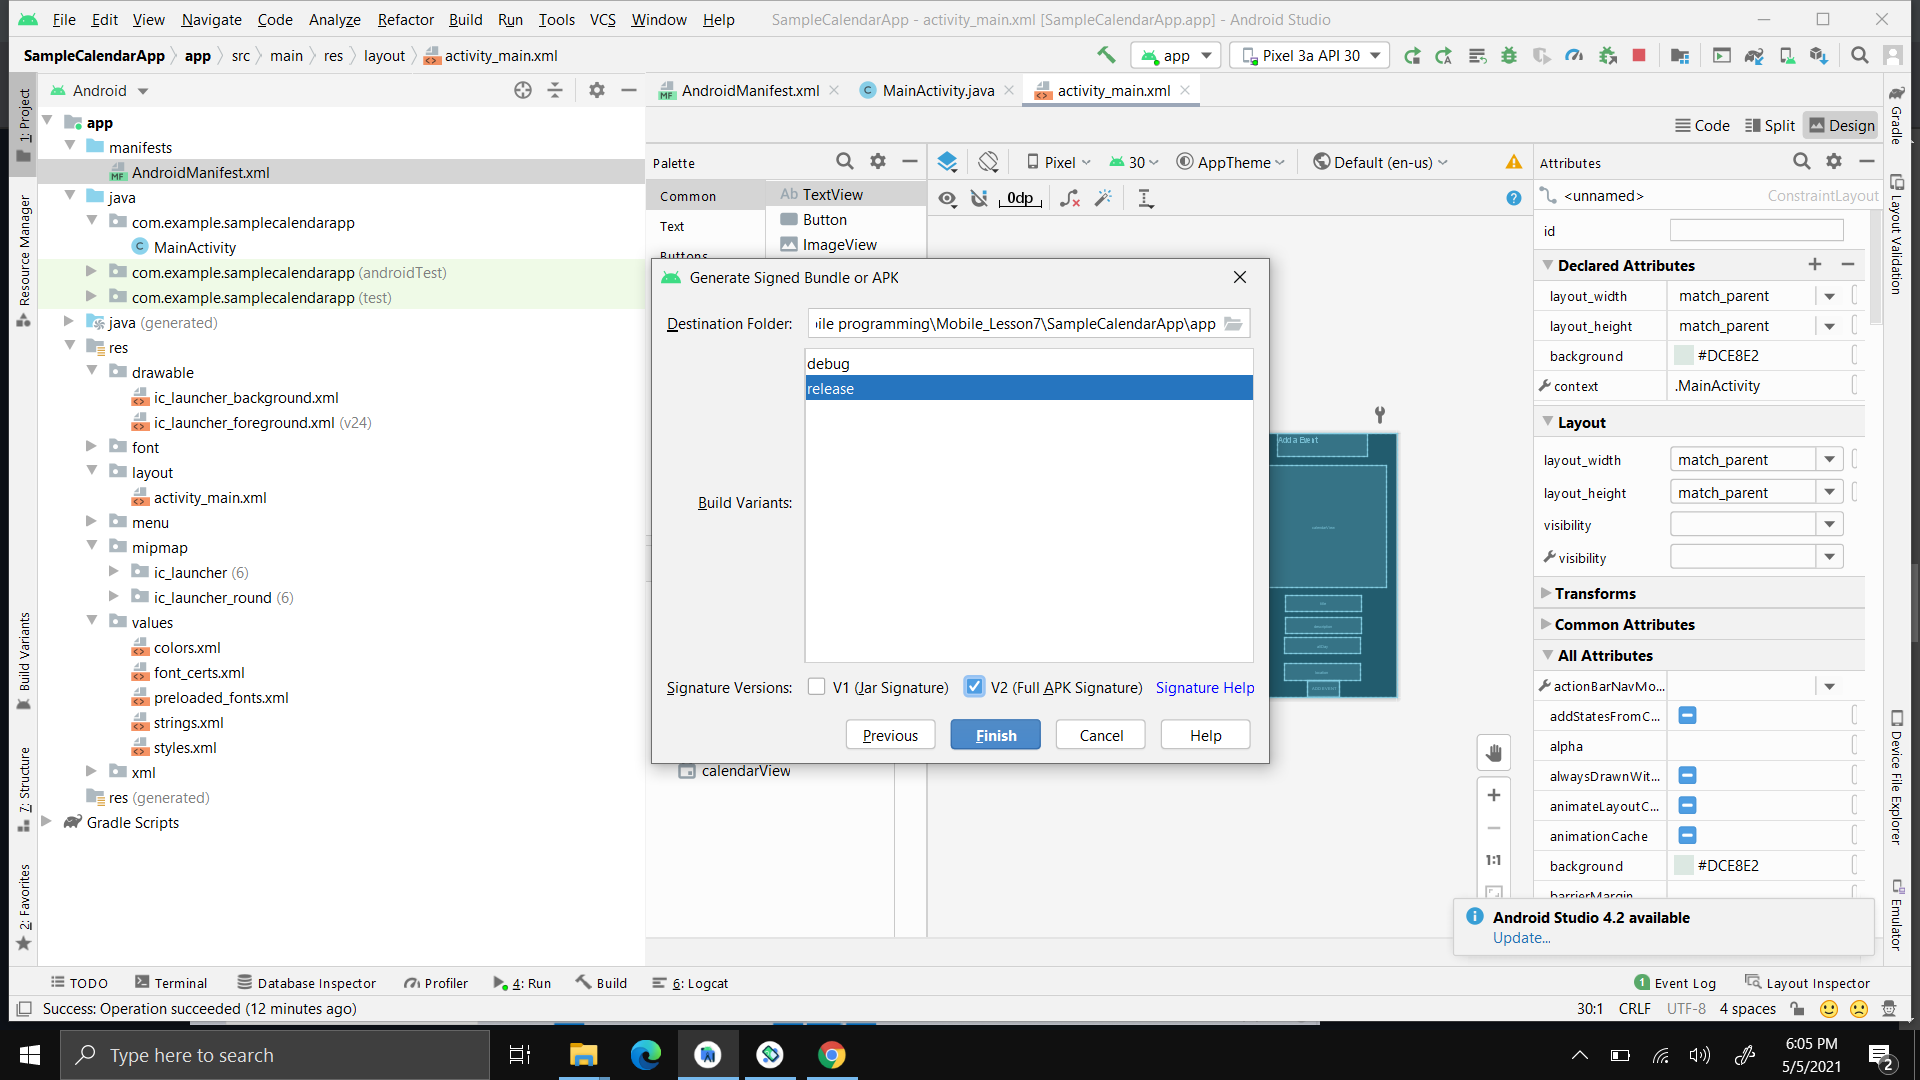 File Edit View Navigate Code Analyze Refactor Build Run Tools VCS Window Help SampleCalendarApp - activity_main.xml [SampleCalendarApp.app] - Android Studio
SampleCalendarApp app src main res layout activity_main.xml app Pixel 3a API 30
Android AndroidManifest.xml MainActivity.java activity_main.xml
Code Split Design
1: Project
Resource Manager
Build Variants
7: Structure
2: Favorites
app
manifests
AndroidManifest.xml
java
com.example.samplecalendarapp
MainActivity
com.example.samplecalendarapp (androidTest)
com.example.samplecalendarapp (test)
java (generated)
res
drawable
ic_launcher_background.xml
ic_launcher_foreground.xml (v24)
font
layout
activity_main.xml
menu
mipmap
ic_launcher (6)
ic_launcher_round (6)
values
colors.xml
font_certs.xml
preloaded_fonts.xml
strings.xml
styles.xml
xml
res (generated)
Gradle Scripts
Palette
Common
Text
Buttons
Ab TextView
Button
ImageView
calendarView
Pixel 30 AppTheme Default (en-us)
0dp
Generate Signed Bundle or APK
Destination Folder: ile programming\Mobile_Lesson7\SampleCalendarApp\app
debug
release
Build Variants:
Signature Versions: V1 (Jar Signature) V2 (Full APK Signature) Signature Help
Previous Finish Cancel Help
Add a Event
1:1
Attributes
<unnamed> ConstraintLayout
id
Declared Attributes
layout_width match_parent
layout_height match_parent
background #DCE8E2
context .MainActivity
Layout
layout_width match_parent
layout_height match_parent
visibility
visibility
Transforms
Common Attributes
All Attributes
actionBarNavMo...
addStatesFromC...
alpha
alwaysDrawnWit...
animateLayoutC...
animationCache
background #DCE8E2
barrierMargin
Android Studio 4.2 available
Update...
Gradle
Layout Validation
Device File Explorer
Emulator
TODO Terminal Database Inspector Profiler 4: Run Build 6: Logcat 1 Event Log Layout Inspector
Success: Operation succeeded (12 minutes ago) 30:1 CRLF UTF-8 4 spaces
Type here to search
6:05 PM
5/5/2021
2